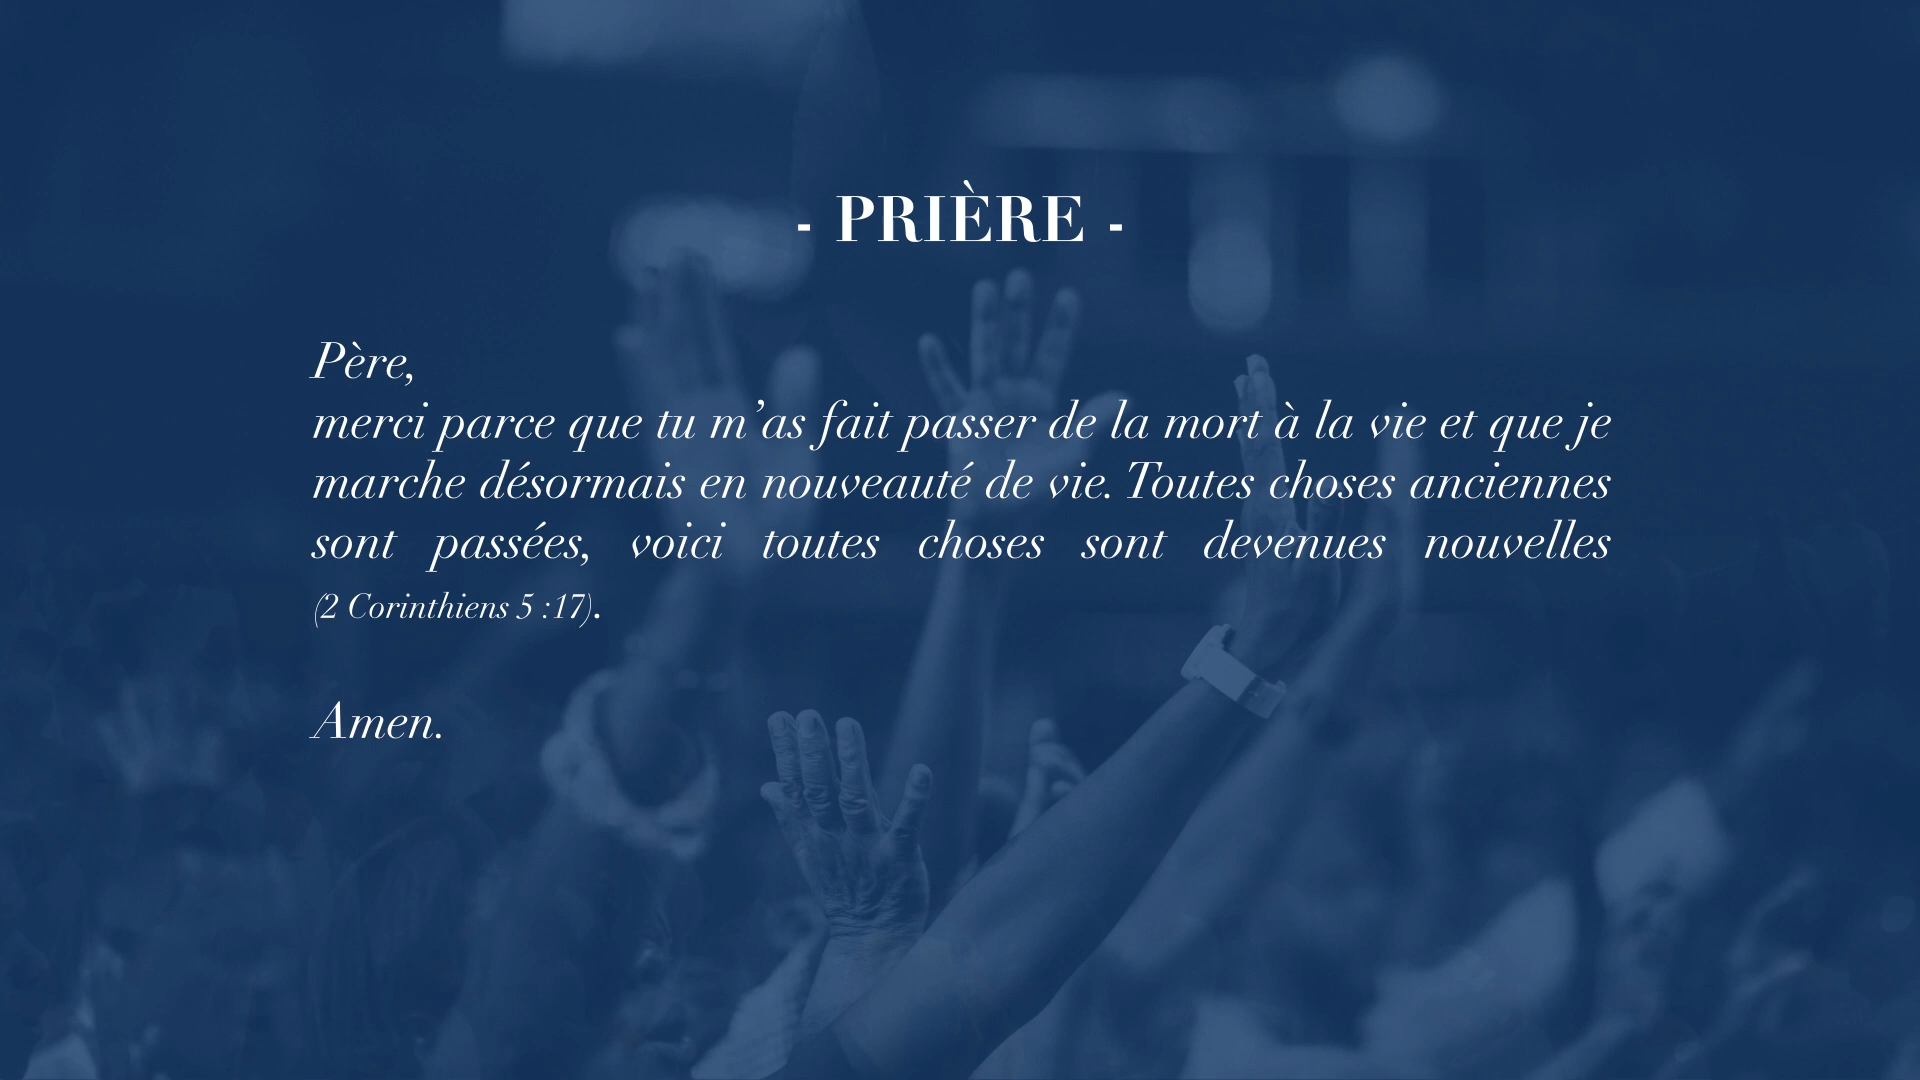 - PRIÈRE -
Père,
merci parce que tu m’as fait passer de la mort à la vie et que je
marche désormais en nouveauté de vie. Toutes choses anciennes
sont passées, voici toutes choses sont devenues nouvelles
(2 Corinthiens 5 :17).
Amen.